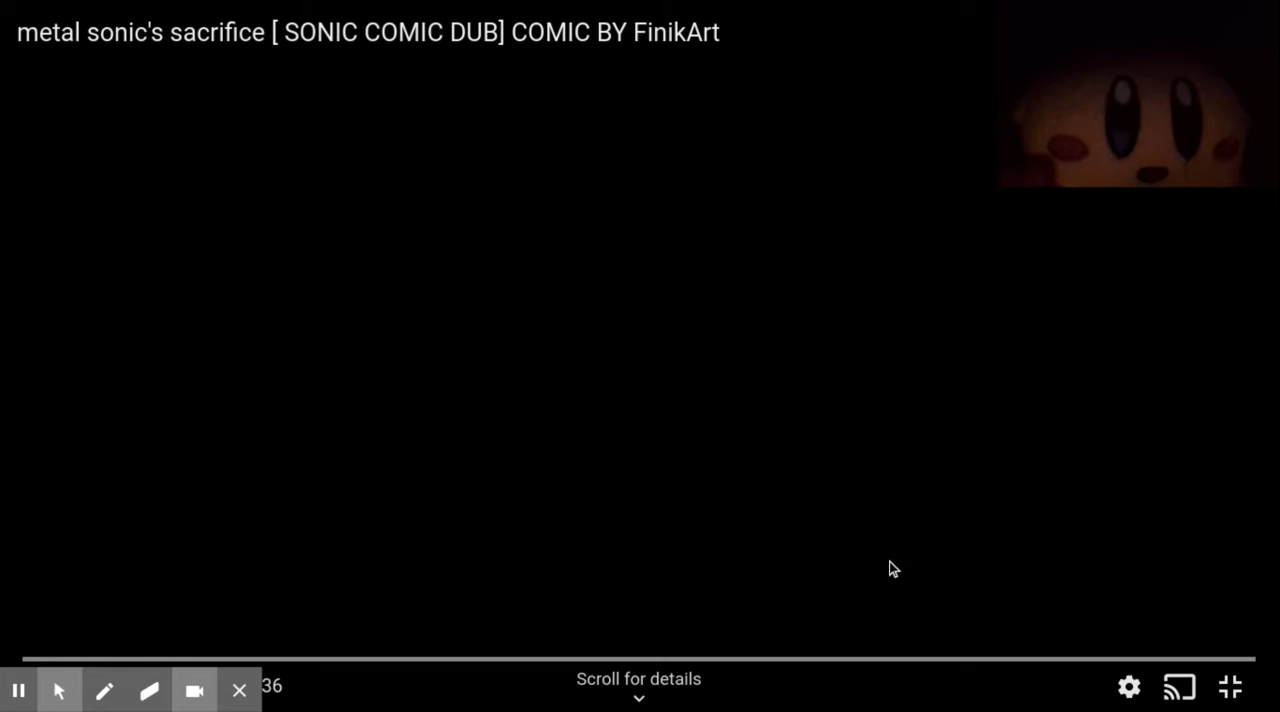 metal sonic's sacrifice [ SONIC COMIC DUB] COMIC BY FinikArt
36
Scroll for details